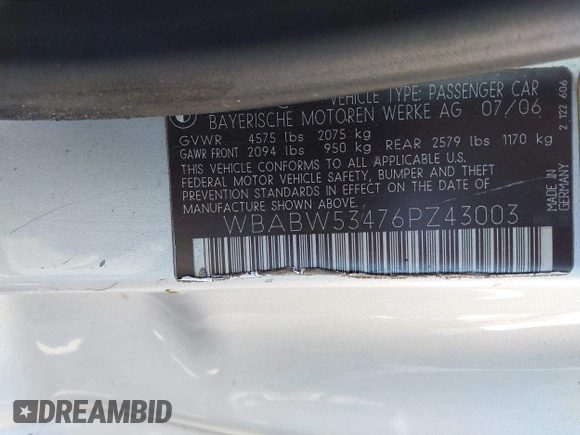 VEHICLE TYPE: PASSENGER CAR
BAYERISCHE MOTOREN WERKE AG 07/06
GVWR 4575 lbs 2075 kg
GAWR FRONT 2094 lbs 950 kg REAR 2579 lbs 1170 kg
THIS VEHICLE CONFORMS TO ALL APPLICABLE U.S.
FEDERAL MOTOR VEHICLE SAFETY, BUMPER AND THEFT
PREVENTION STANDARDS IN EFFECT ON THE DATE OF
MANUFACTURE SHOWN ABOVE.
WBABW53476PZ43003
MADE IN
GERMANY
2 122 606
DREAMBID